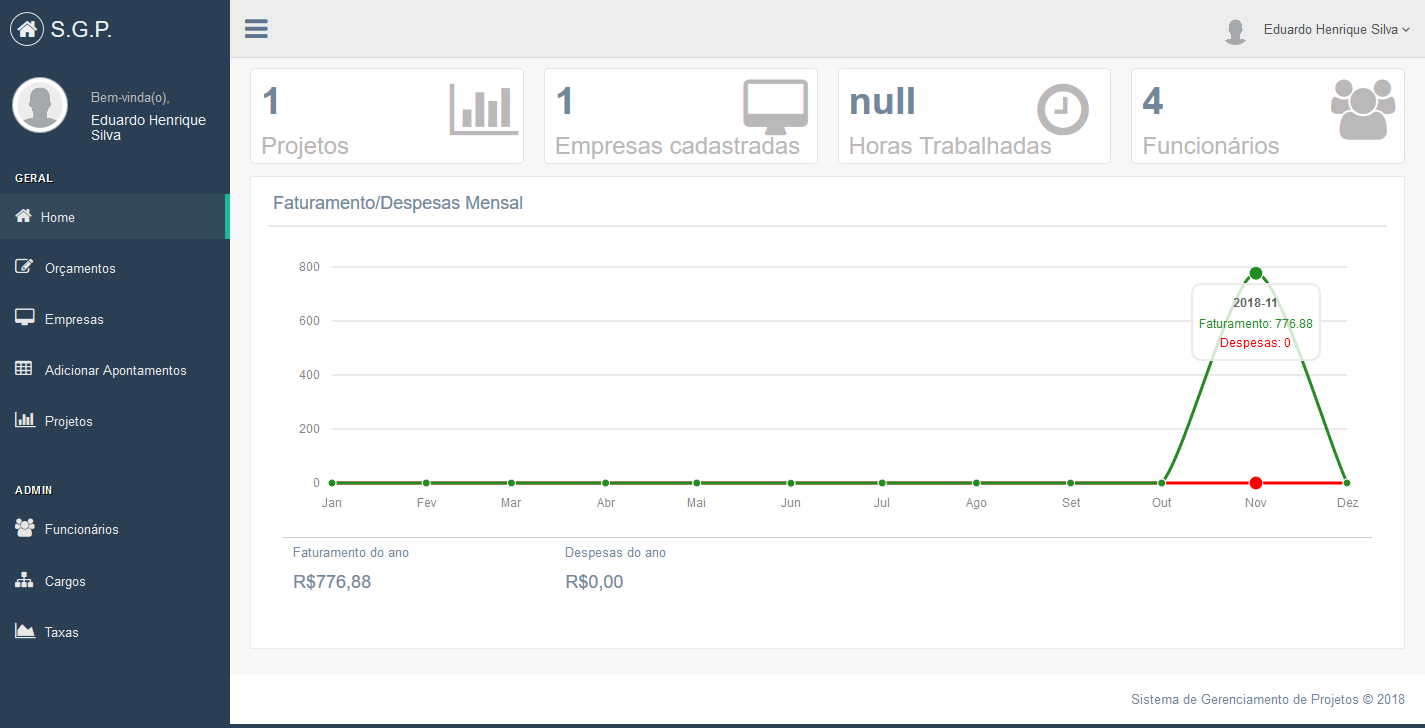 S.G.P.
Eduardo Henrique Silva
Bem-vinda(o),
Eduardo Henrique
Silva
GERAL
Home
Orçamentos
Empresas
Adicionar Apontamentos
Projetos
ADMIN
Funcionários
Cargos
Taxas
1
Projetos
1
Empresas cadastradas
null
Horas Trabalhadas
4
Funcionários
Faturamento/Despesas Mensal
800
600
400
200
0
2018-11
Faturamento: 776.88
Despesas: 0
Jan Fev Mar Abr Mai Jun Jul Ago Set Out Nov Dez
Faturamento do ano
R$776,88
Despesas do ano
R$0,00
Sistema de Gerenciamento de Projetos © 2018